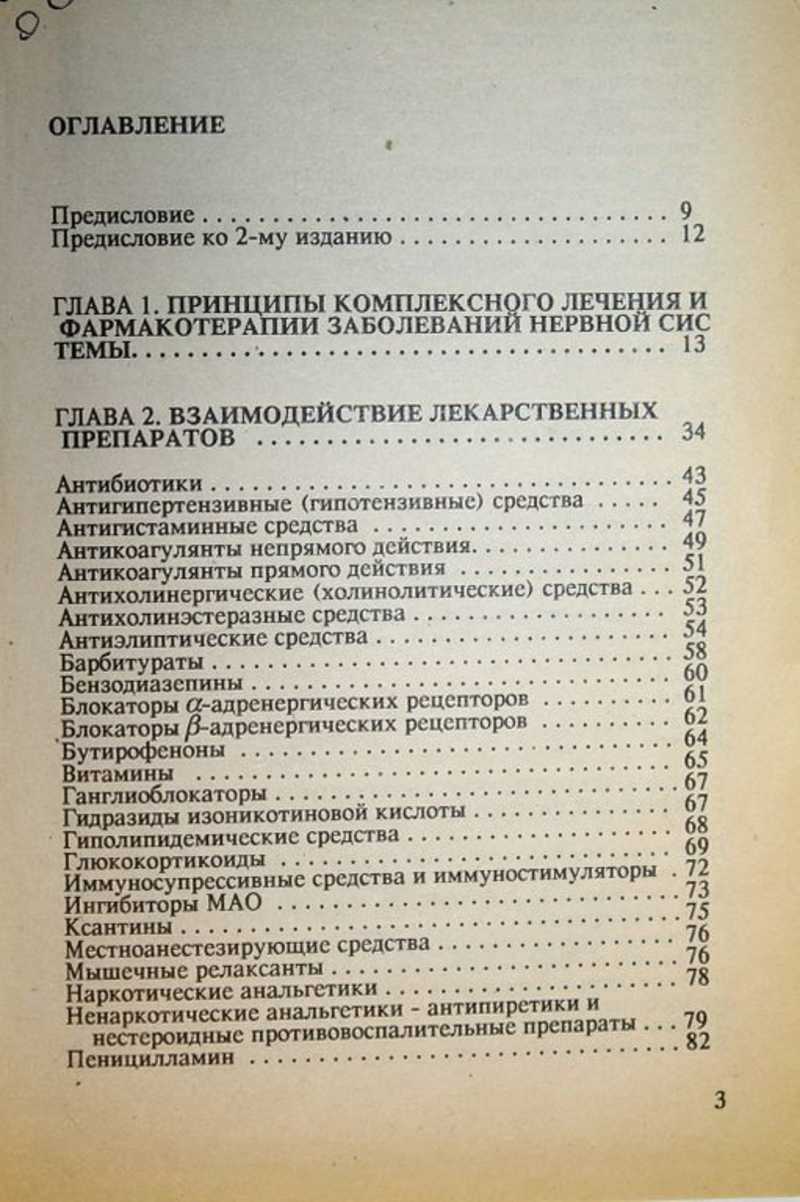 ОГЛАВЛЕНИЕ
Предисловие . . . . . . . . . . . . . . . . . . . . 9
Предисловие ко 2-му изданию . . . . . . . . . . . . 12
ГЛАВА 1. ПРИНЦИПЫ КОМПЛЕКСНОГО ЛЕЧЕНИЯ И
ФАРМАКОТЕРАПИИ ЗАБОЛЕВАНИЙ НЕРВНОЙ СИС
ТЕМЫ. . . . . . . . . . . . . . . . . . . . 13
ГЛАВА 2. ВЗАИМОДЕЙСТВИЕ ЛЕКАРСТВЕННЫХ
ПРЕПАРАТОВ . . . . . . . . . . . . . . . . 34
Антибиотики . . . . . . . . . . . . . . . . 43
Антигипертензивные (гипотензивные) средства . . . . . 45
Антигистаминные средства . . . . . . . . . . . . 47
Антикоагулянты непрямого действия. . . . . . . . . . 49
Антикоагулянты прямого действия . . . . . . . . . . 51
Антихолинергические (холинолитические) средства . . . 52
Антихолинэстеразные средства . . . . . . . . . . 53
Антиэлиптические средства . . . . . . . . . . . . 54
Барбитураты . . . . . . . . . . . . . . . . 58
Бензодиазепины . . . . . . . . . . . . . . . . 60
Блокаторы α-адренергических рецепторов . . . . . . . 61
Блокаторы β-адренергических рецепторов . . . . . . . 62
Бутирофеноны . . . . . . . . . . . . . . . . 64
Витамины . . . . . . . . . . . . . . . . 65
Ганглиоблокаторы . . . . . . . . . . . . . . . . 67
Гидразиды изоникотиновой кислоты . . . . . . . . . . 67
Гиполипидемические средства . . . . . . . . . . . . 68
Глюкокортикоиды . . . . . . . . . . . . . . . . 69
Иммуносупрессивные средства и иммуностимуляторы . 72
Ингибиторы МАО . . . . . . . . . . . . . . . . 73
Ксантины . . . . . . . . . . . . . . . . 75
Местноанестезирующие средства . . . . . . . . . . 76
Мышечные релаксанты . . . . . . . . . . . . . . 76
Наркотические анальгетики . . . . . . . . . . . . 78
Ненаркотические анальгетики - антипиретики и
нестероидные противовоспалительные препараты . . . 79
Пеницилламин . . . . . . . . . . . . . . . . 82
3